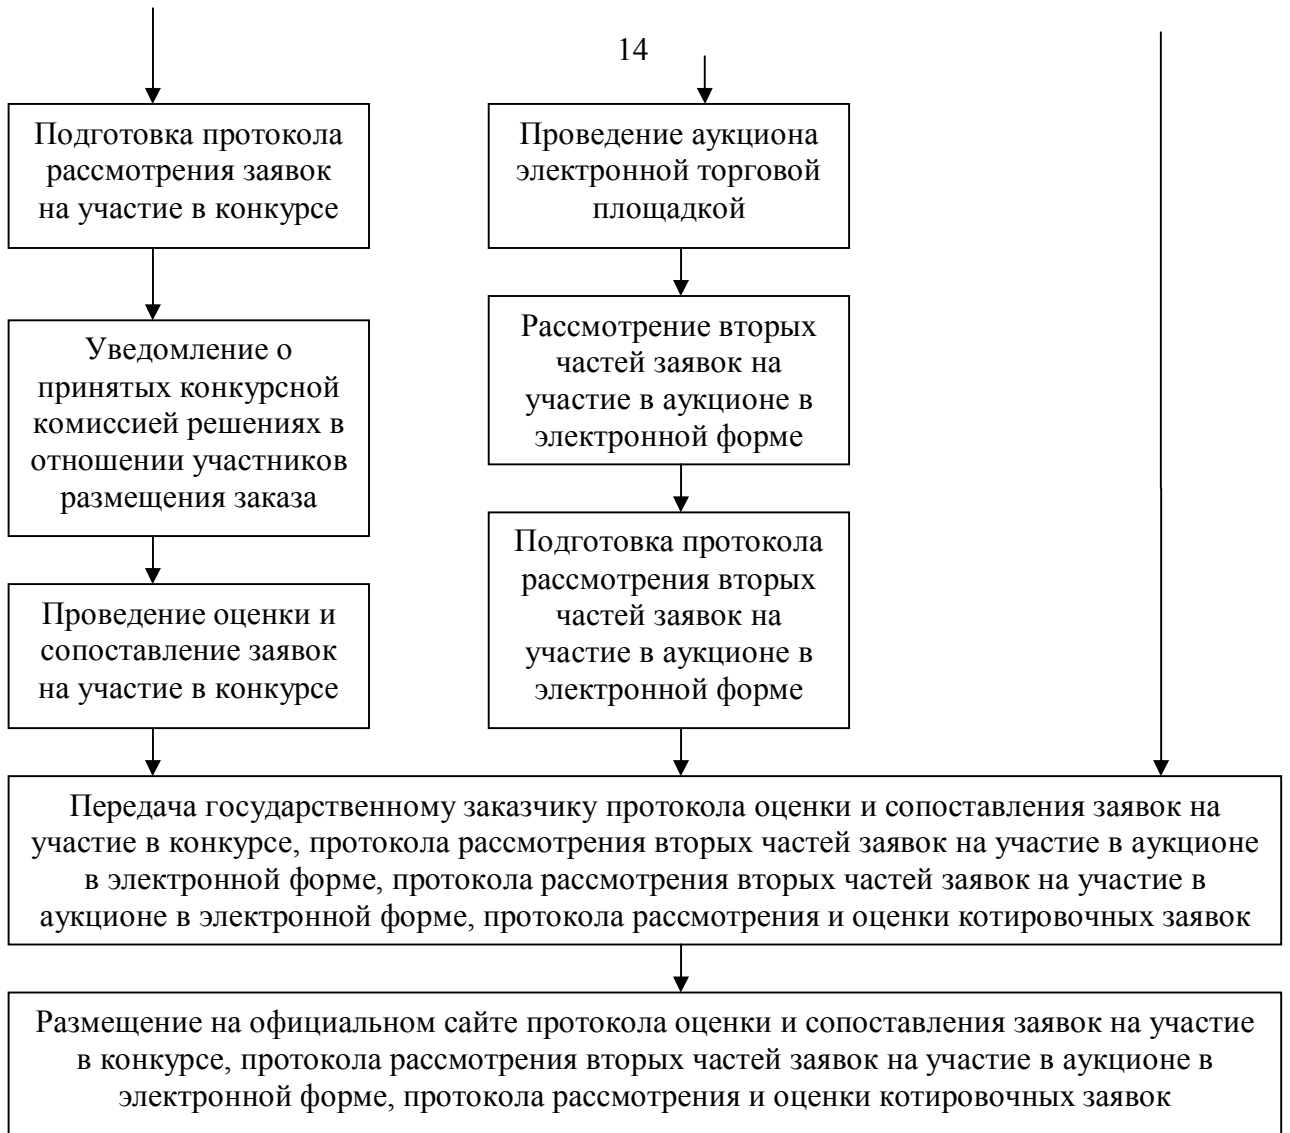 14
Подготовка протокола
рассмотрения заявок
на участие в конкурсе
Уведомление о
принятых конкурсной
комиссией решениях в
отношении участников
размещения заказа
Проведение оценки и
сопоставление заявок
на участие в конкурсе
Проведение аукциона
электронной торговой
площадкой
Рассмотрение вторых
частей заявок на
участие в аукционе в
электронной форме
Подготовка протокола
рассмотрения вторых
частей заявок на
участие в аукционе в
электронной форме
Передача государственному заказчику протокола оценки и сопоставления заявок на
участие в конкурсе, протокола рассмотрения вторых частей заявок на участие в аукционе
в электронной форме, протокола рассмотрения вторых частей заявок на участие в
аукционе в электронной форме, протокола рассмотрения и оценки котировочных заявок
Размещение на официальном сайте протокола оценки и сопоставления заявок на участие
в конкурсе, протокола рассмотрения вторых частей заявок на участие в аукционе в
электронной форме, протокола рассмотрения и оценки котировочных заявок